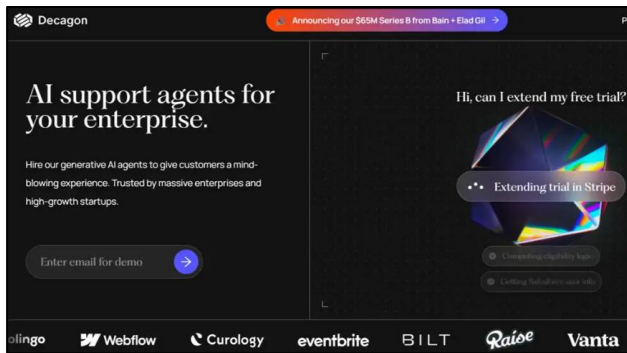 Decagon
Announcing our $65M Series B from Bain + Elad Gil →
P
AI support agents for
your enterprise.
Hire our generative AI agents to give customers a mind-
blowing experience. Trusted by massive enterprises and
high-growth startups.
Enter email for demo
Hi, can I extend my free trial?
Extending trial in Stripe
Computing eligibility logic
Getting Salesforce user info
olingo Webflow Curology eventbrite BILT Raise Vanta